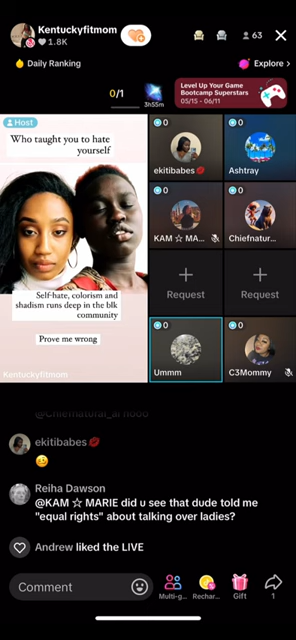 Kentuckyfitmom
1.8K
63
Daily Ranking
Explore >
0/1
3h55m
Level Up Your Game
Bootcamp Superstars
05/15 - 06/11
Host
Who taught you to hate
yourself
Self-hate, colorism and
shadism runs deep in the blk
community
Prove me wrong
Kentuckyfitmom
0
ekitibabes💋
0
Ashtray
0
KAM ☆ MA...
0
Chiefnatur...
+
Request
+
Request
0
Ummm
0
C3Mommy
ekitibabes💋
🥴
Reiha Dawson
@KAM ☆ MARIE did u see that dude told me
"equal rights" about talking over ladies?
Andrew liked the LIVE
Comment
Multi-g...
Rechar...
Gift
1